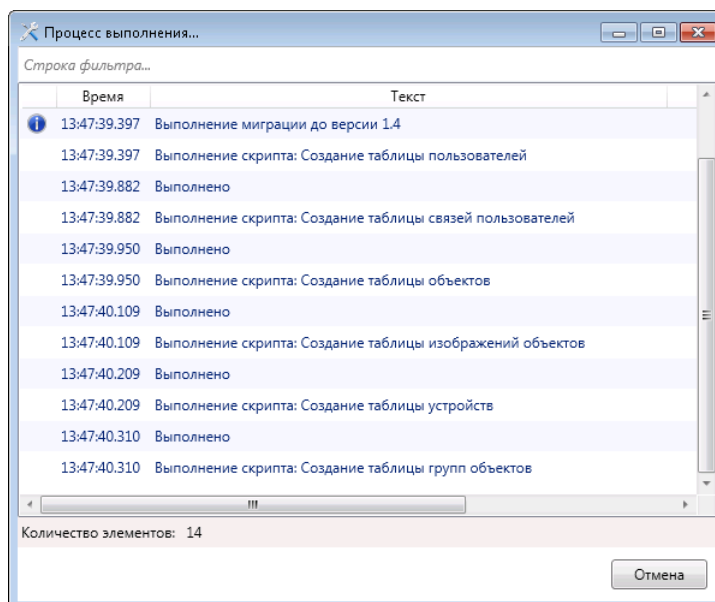 Процесс выполнения...
Строка фильтра...
Время Текст
13:47:39.397 Выполнение миграции до версии 1.4
13:47:39.397 Выполнение скрипта: Создание таблицы пользователей
13:47:39.882 Выполнено
13:47:39.882 Выполнение скрипта: Создание таблицы связей пользователей
13:47:39.950 Выполнено
13:47:39.950 Выполнение скрипта: Создание таблицы объектов
13:47:40.109 Выполнено
13:47:40.109 Выполнение скрипта: Создание таблицы изображений объектов
13:47:40.209 Выполнено
13:47:40.209 Выполнение скрипта: Создание таблицы устройств
13:47:40.310 Выполнено
13:47:40.310 Выполнение скрипта: Создание таблицы групп объектов
Количество элементов: 14
Отмена